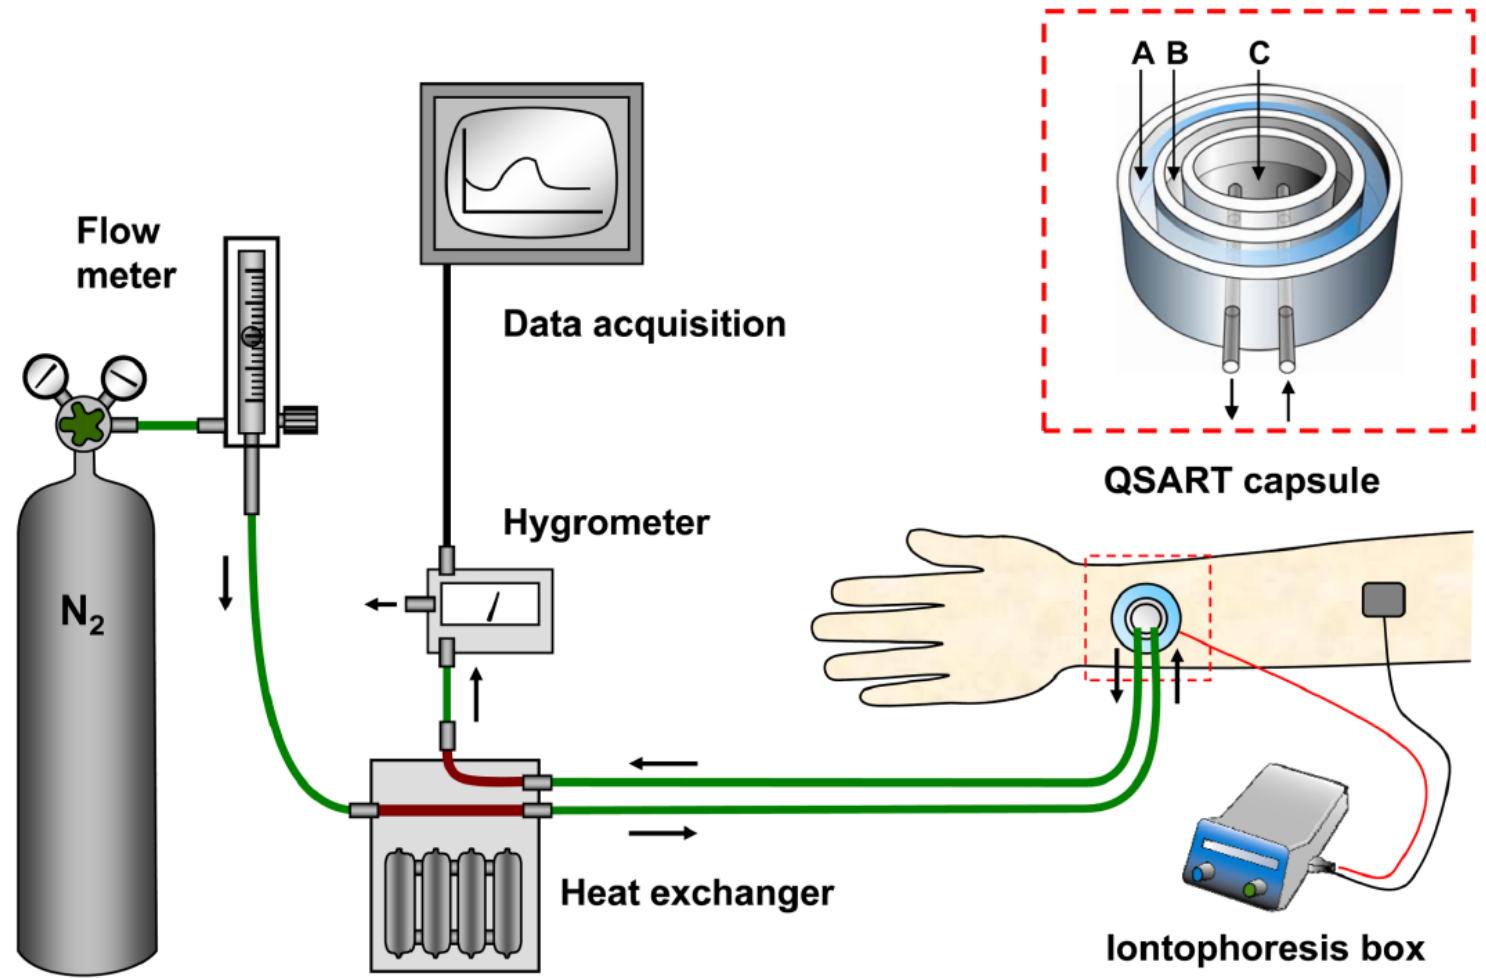 A B C
Flow
meter
Data acquisition
QSART capsule
Hygrometer
N2
Heat exchanger
Iontophoresis box